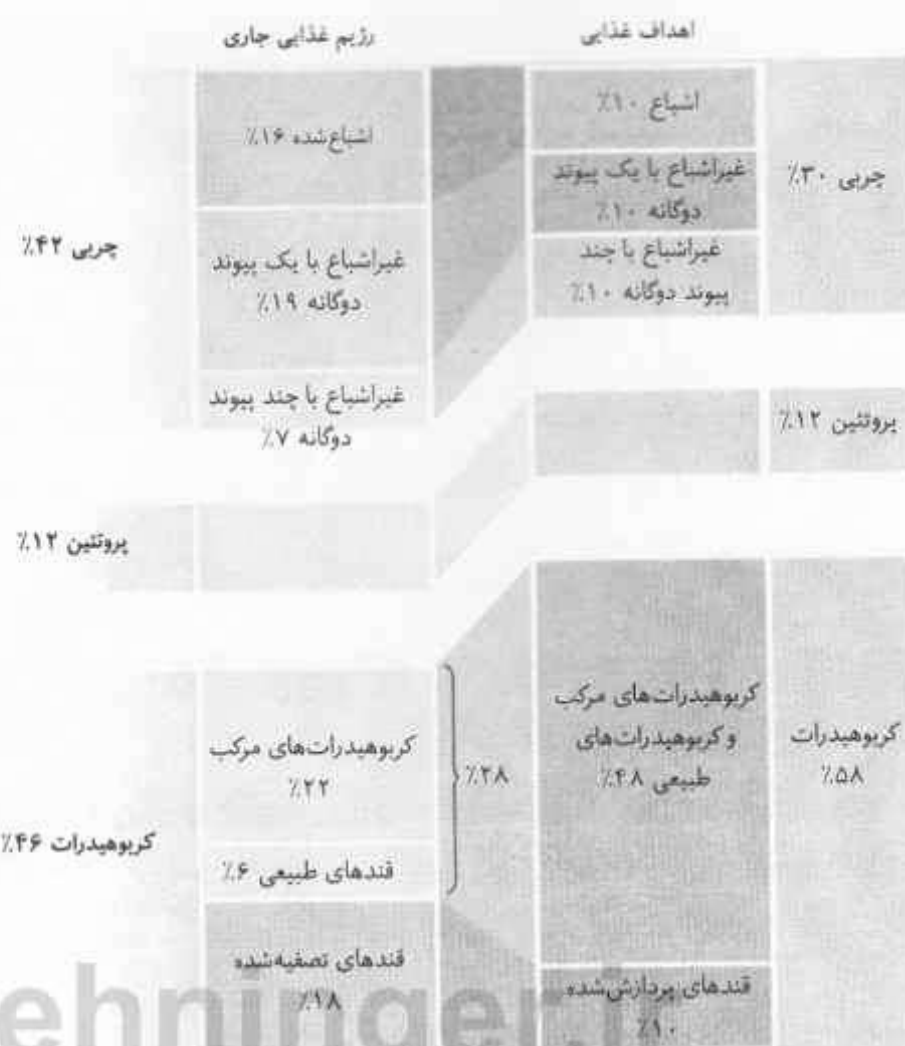 رژیم غذایی جاری
اهداف غذایی
چربی ۴۲٪
اشباع‌شده ۱۶٪
غیراشباع با یک پیوند
دوگانه ۱۹٪
غیراشباع با چند پیوند
دوگانه ۷٪
اشباع ۱۰٪
غیراشباع با یک پیوند
دوگانه ۱۰٪
غیراشباع با چند
پیوند دوگانه ۱۰٪
چربی ۳۰٪
پروتئین ۱۲٪
پروتئین ۱۲٪
کربوهیدرات ۴۶٪
کربوهیدرات‌های مرکب
۲۲٪
قندهای طبیعی ۶٪
۲۸٪
قندهای تصفیه‌شده
۱۸٪
کربوهیدرات‌های مرکب
و کربوهیدرات‌های
طبیعی ۴۸٪
قندهای پردازش‌شده
۱۰٪
کربوهیدرات
۵۸٪
ehninger.i